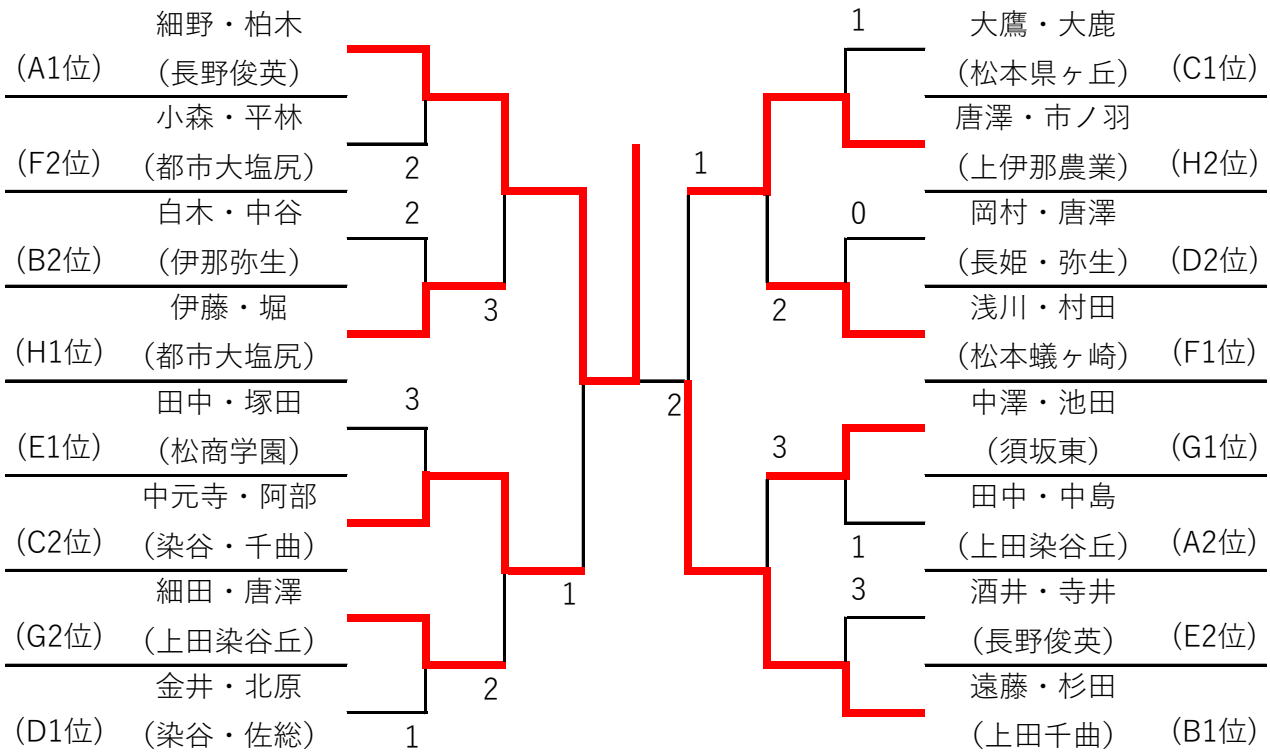 細野・柏木
(A1位) (長野俊英)
小森・平林
(F2位) (都市大塩尻)
2
白木・中谷
2
(B2位) (伊那弥生)
伊藤・堀
3
(H1位) (都市大塩尻)
田中・塚田
3
(E1位) (松商学園)
中元寺・阿部
(C2位) (染谷・千曲)
細田・唐澤
1
(G2位) (上田染谷丘)
金井・北原
2
(D1位) (染谷・佐総)
1
2
1
大鷹・大鹿
(松本県ヶ丘) (C1位)
唐澤・市ノ羽
1
(上伊那農業) (H2位)
0
岡村・唐澤
(長姫・弥生) (D2位)
2
浅川・村田
(松本蟻ヶ崎) (F1位)
中澤・池田
3
(須坂東) (G1位)
田中・中島
1
(上田染谷丘) (A2位)
3
酒井・寺井
(長野俊英) (E2位)
遠藤・杉田
(上田千曲) (B1位)